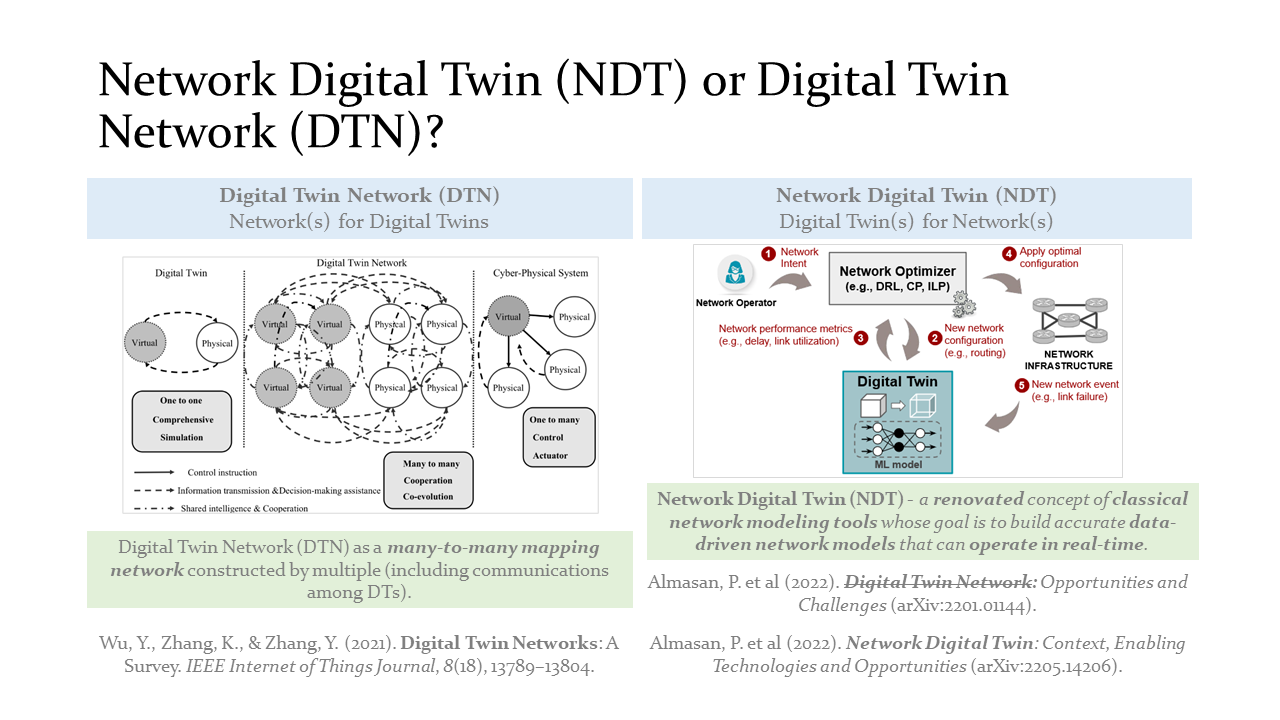 Network Digital Twin (NDT) or Digital Twin
Network (DTN)?
Digital Twin Network (DTN)
Network(s) for Digital Twins
Digital Twin
Digital Twin Network
Cyber-Physical System
Virtual
Physical
Virtual
Virtual
Physical
Physical
Virtual
Virtual
Physical
Physical
Virtual
Physical
Physical
Physical
One to one
Comprehensive
Simulation
Many to many
Cooperation
Co-evolution
One to many
Control
Actuator
Control instruction
Information transmission &Decision-making assistance
Shared intelligence & Cooperation
Digital Twin Network (DTN) as a many-to-many mapping
network constructed by multiple (including communications
among DTs).
Wu, Y., Zhang, K., & Zhang, Y. (2021). Digital Twin Networks: A
Survey. IEEE Internet of Things Journal, 8(18), 13789–13804.
Network Digital Twin (NDT)
Digital Twin(s) for Network(s)
1 Network
Intent
Network Operator
Network Optimizer
(e.g., DRL, CP, ILP)
4 Apply optimal
configuration
Network performance metrics
(e.g., delay, link utilization) 3
2 New network
configuration
(e.g., routing)
NETWORK
INFRASTRUCTURE
5 New network event
(e.g., link failure)
Digital Twin
ML model
Network Digital Twin (NDT) - a renovated concept of classical
network modeling tools whose goal is to build accurate data-
driven network models that can operate in real-time.
Almasan, P. et al (2022). Digital Twin Network: Opportunities and
Challenges (arXiv:2201.01144).
Almasan, P. et al (2022). Network Digital Twin: Context, Enabling
Technologies and Opportunities (arXiv:2205.14206).